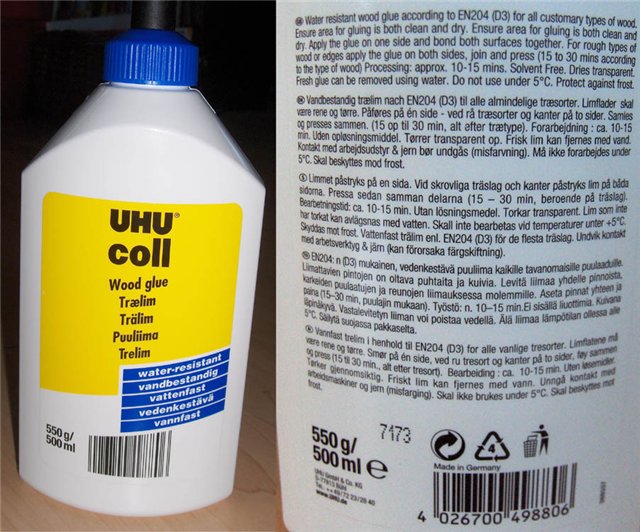 UHU®
coll
Wood glue
Trælim
Trälim
Puuliima
Trelim
water-resistant
vandbestandig
vattenfast
vedenkestävä
vannfast
550 g/
500 ml
Water resistant wood glue according to EN204 (D3) for all customary types of wood.
Ensure area for gluing is both clean and dry. Ensure area for gluing is both clean and
dry. Apply the glue on one side and bond both surfaces together. For rough types of
wood or edges apply the glue on both sides, join and press (15 to 30 mins according
to the type of wood) Processing: approx. 10-15 mins. Solvent Free. Dries transparent.
Fresh glue can be removed using water. Do not use under 5°C. Protect against frost.
Vandbestandig trælim nach EN204 (D3) til alle almindelige træsorter. Limflader skal
være rene og tørre. Påføres på én side - ved rå træsorter og kanter på to sider. Samles
og presses sammen. (15 op til 30 min, alt after trætype). Forarbejdning : ca. 10-15
min. Uden opløsningsmiddel. Tørrer transparent op. Frisk lim kan fjernes med vand.
Kontakt med arbejdsudstyr & jern bør undgås (misfarvning). Må ikke forarbejdes under
5°C. Skal beskyttes mod frost.
Limmet påstryks på en sida. Vid skrovliga träslag och kanter påstryks lim på båda
sidorna. Pressa sedan samman delarna (15 – 30 min, beroende på träslag).
Bearbetningstid: ca. 10-15 min. Utan lösningsmedel. Torkar transparent. Lim som inte
har torkat kan avlägsnas med vatten. Skall inte bearbetas vid temperaturer under +5°C.
Skyddas mot frost. Vattenfast trälim enl. EN204 (D3) för de flesta träslag. Undvik kontakt
med arbetsverktyg & järn (kan förorsaka färgskiftning).
EN204: n (D3) mukainen, vedenkestävä puuliima kaikille tavanomaisille puulaaduille.
Liimattavien pintojen on oltava puhtaita ja kuivia. Levitä liimaa yhdelle pinnoista,
karkeiden puulaatujen ja reunojen liimauksessa molemmille. Aseta pinnat yhteen ja
paina (15–30 min, puulajin mukaan). Työstö: n. 10–15 min. Ei sisällä liuottimia. Kuivana
läpinäkyvä. Vastalevitetyn liiman voi poistaa vedellä. Älä liimaa lämpötilan ollessa alle
5°C. Säilytä suojassa pakkaselta.
Vannfast trelim i henhold til EN204 (D3) for alle vanlige tresorter. Limflatene må
være rene og tørre. Smør på én side, ved ru tresort og kanter på to sider, føy sammen
og press (15 til 30 min., alt etter tresort). Bearbeiding : ca. 10-15 min. Uten løsemidler.
Tørker gjennomsiktig. Friskt lim kan fjernes med vann. Unngå kontakt med
arbeidsmaskiner og jern (misfarging). Skal ikke brukes under 5°C. Skal beskyttes mot
frost.
7173
550 g/
500 ml e
UHU GmbH & Co. KG
D-77813 Bühl
Tel. ++49/72 23/28 40
www.UHU.de
4
Made in Germany
4 026700 498806